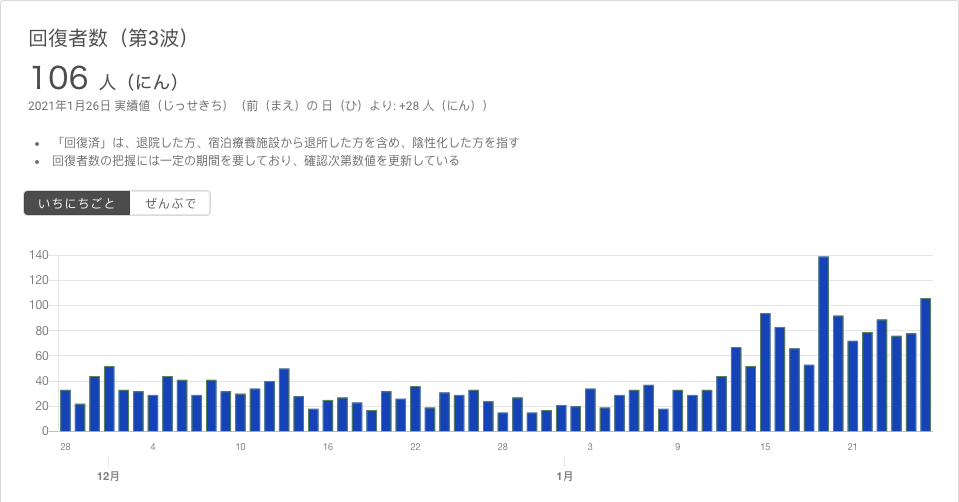 回復者数（第3波）
106 人（にん）
2021年1月26日 実績値（じっせきち）（前（まえ）の 日（ひ）より: +28 人（にん））
• 「回復済」は、退院した方、宿泊療養施設から退所した方を含め、陰性化した方を指す
• 回復者数の把握には一定の期間を要しており、確認次第数値を更新している
いちにちごと ぜんぶで
140
120
100
80
60
40
20
0
28 4 10 16 22 28 3 9 15 21
12月 1月